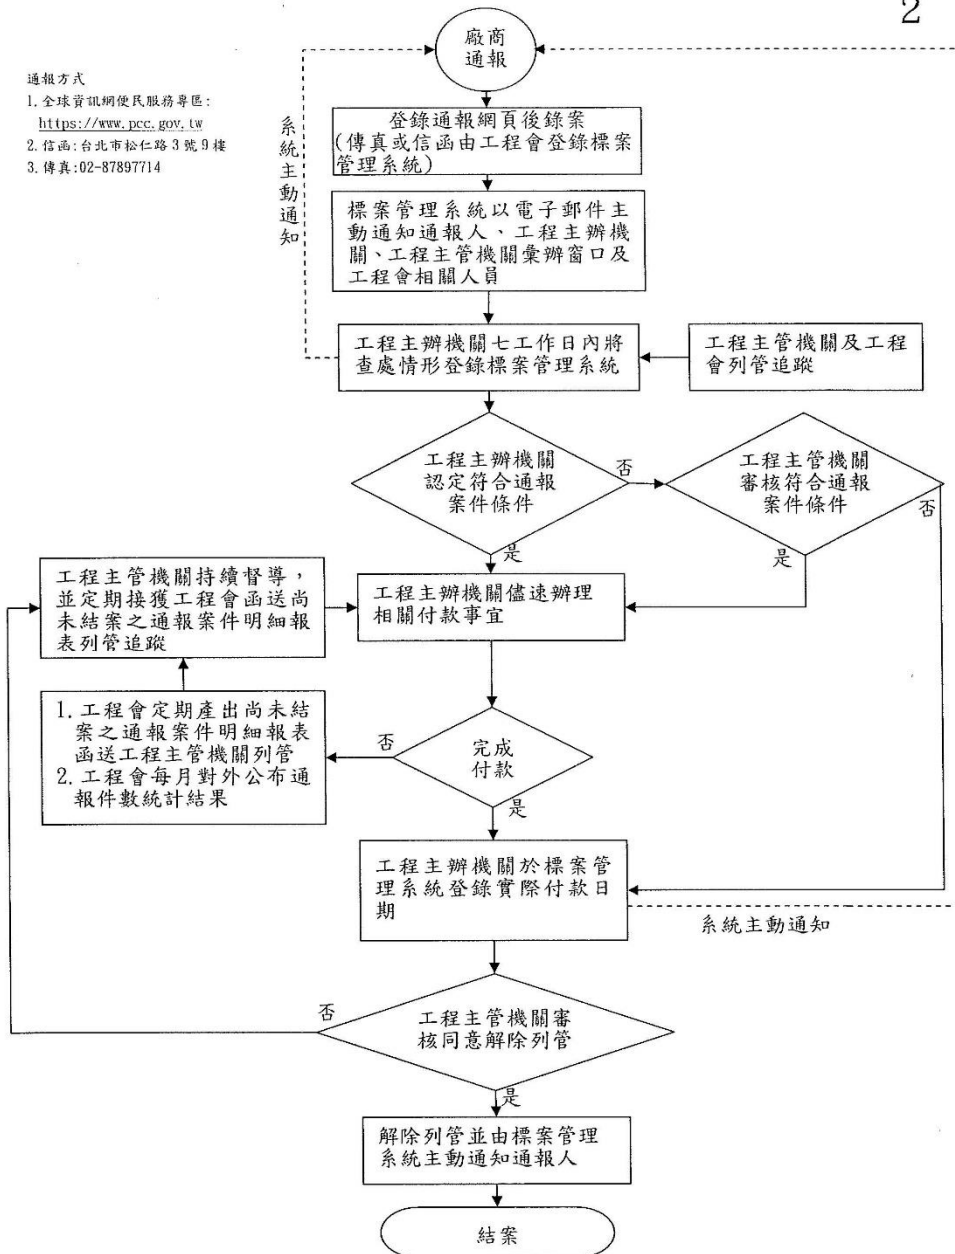 2
廠商
通報
通報方式
1. 全球資訊網便民服務專區:
https://www.pcc.gov.tw
2. 信函:台北市松仁路3號9樓
3. 傳真:02-87897714
系統主動通知
登錄通報網頁後錄案
(傳真或信函由工程會登錄標案
管理系統)
標案管理系統以電子郵件主
動通知通報人、工程主辦機
關、工程主管機關彙辦窗口及
工程會相關人員
工程主辦機關七工作日內將
查處情形登錄標案管理系統
工程主管機關及工程
會列管追蹤
工程主辦機關
認定符合通報
案件條件
否
工程主管機關
審核符合通報
案件條件
否
是
是
工程主管機關持續督導,
並定期接獲工程會函送尚
未結案之通報案件明細報
表列管追蹤
工程主辦機關儘速辦理
相關付款事宜
1. 工程會定期產出尚未結
案之通報案件明細報表
函送工程主管機關列管
2. 工程會每月對外公布通
報件數統計結果
否
完成
付款
是
工程主辦機關於標案管
理系統登錄實際付款日
期
系統主動通知
否
工程主管機關審
核同意解除列管
是
解除列管並由標案管理
系統主動通知通報人
結案